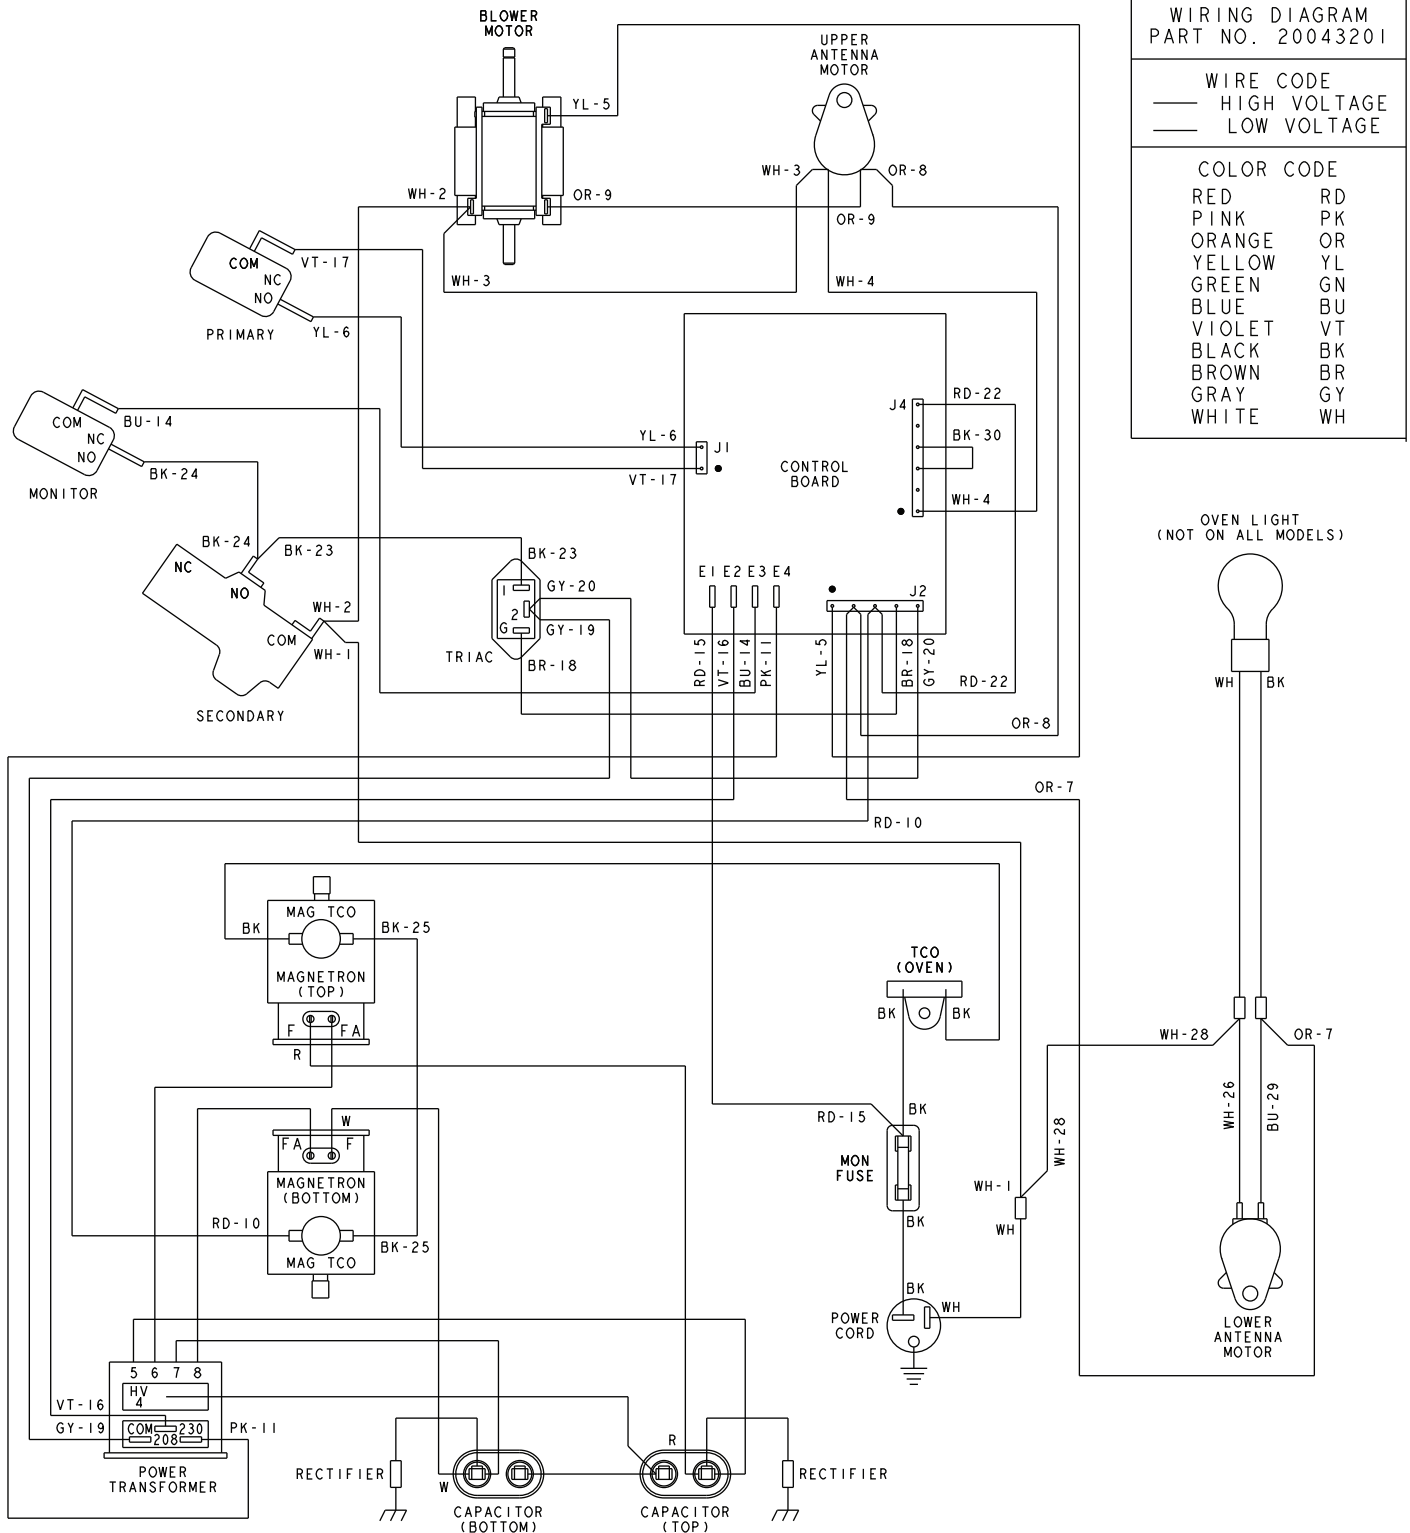 WIRING DIAGRAM
PART NO. 20043201
WIRE CODE
HIGH VOLTAGE
LOW VOLTAGE
COLOR CODE
RED RD
PINK PK
ORANGE OR
YELLOW YL
GREEN GN
BLUE BU
VIOLET VT
BLACK BK
BROWN BR
GRAY GY
WHITE WH
BLOWER
MOTOR
YL-5
UPPER
ANTENNA
MOTOR
WH-3
OR-8
WH-2
OR-9
OR-9
WH-3
WH-4
COM
NC
NO
VT-17
YL-6
PRIMARY
COM
NC
NO
BU-14
BK-24
MONITOR
YL-6
J1
VT-17
CONTROL
BOARD
J4
RD-22
BK-30
WH-4
BK-24
BK-23
NC
NO
COM
WH-2
WH-1
SECONDARY
BK-23
GY-20
1
2
G
GY-19
TRIAC
BR-18
E1 E2 E3 E4
J2
RD-15
VT-16
BU-14
PK-11
YL-5
BR-18
GY-20
RD-22
OR-8
OR-7
RD-10
OVEN LIGHT
(NOT ON ALL MODELS)
WH
BK
BK
MAG TCO
BK-25
MAGNETRON
(TOP)
F
FA
R
TCO
(OVEN)
BK
BK
WH-28
OR-7
WH-26
BU-29
WH-28
RD-15
BK
MON
FUSE
BK
W
FA
F
MAGNETRON
(BOTTOM)
RD-10
BK-25
MAG TCO
WH-1
WH
BK
WH
POWER
CORD
LOWER
ANTENNA
MOTOR
5 6 7 8
HV
4
VT-16
COM 230
208
GY-19
PK-11
POWER
TRANSFORMER
RECTIFIER
W
CAPACITOR
(BOTTOM)
R
CAPACITOR
(TOP)
RECTIFIER